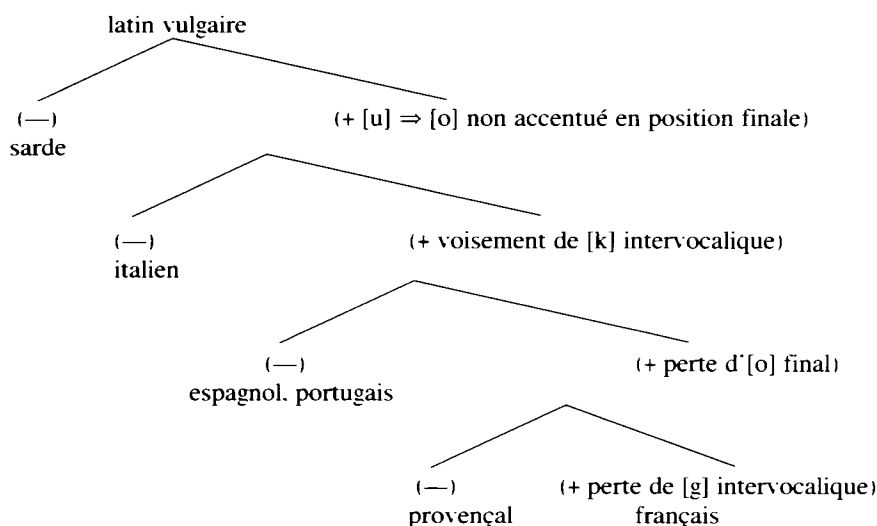 latin vulgaire
(—) (+ [u] ⇒ [o] non accentué en position finale)
sarde
(—) (+ voisement de [k] intervocalique)
italien
(—) (+ perte d'[o] final)
espagnol, portugais
(—) (+ perte de [g] intervocalique)
provençal français